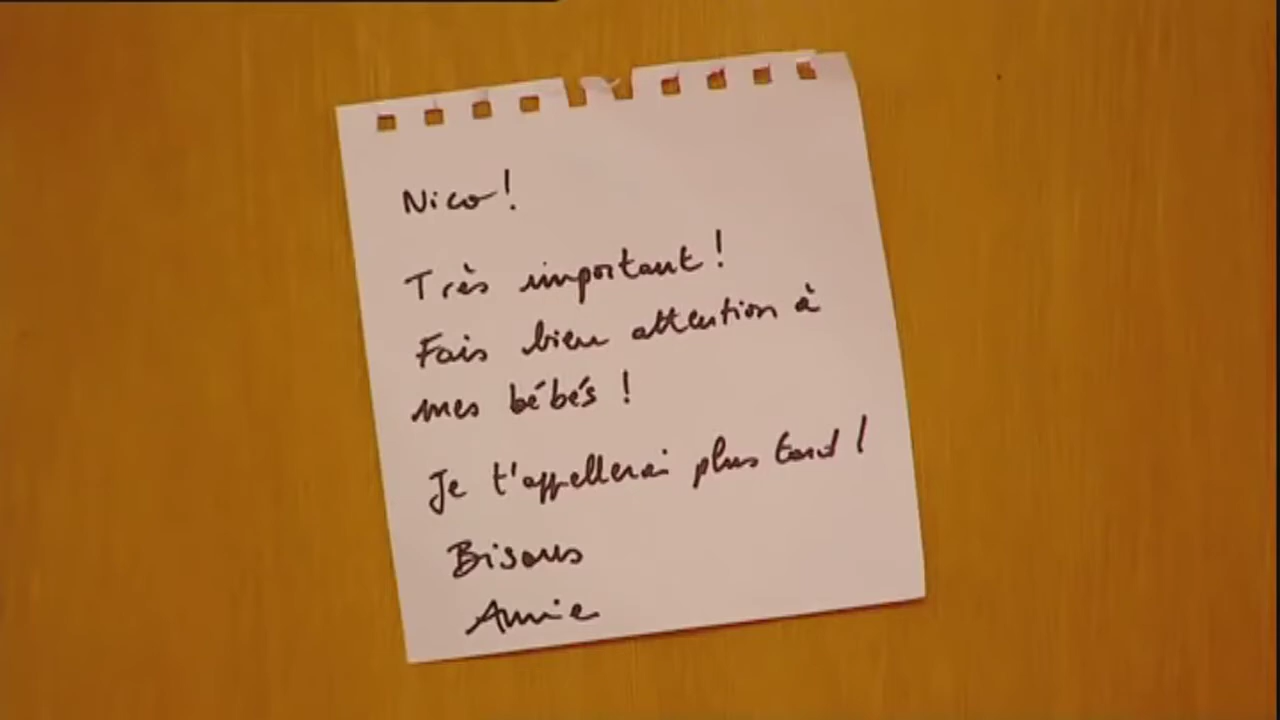 Nico !
Très important !
Fais bien attention à
mes bébés !
Je t'appellerai plus tard !
Bisous
Annie